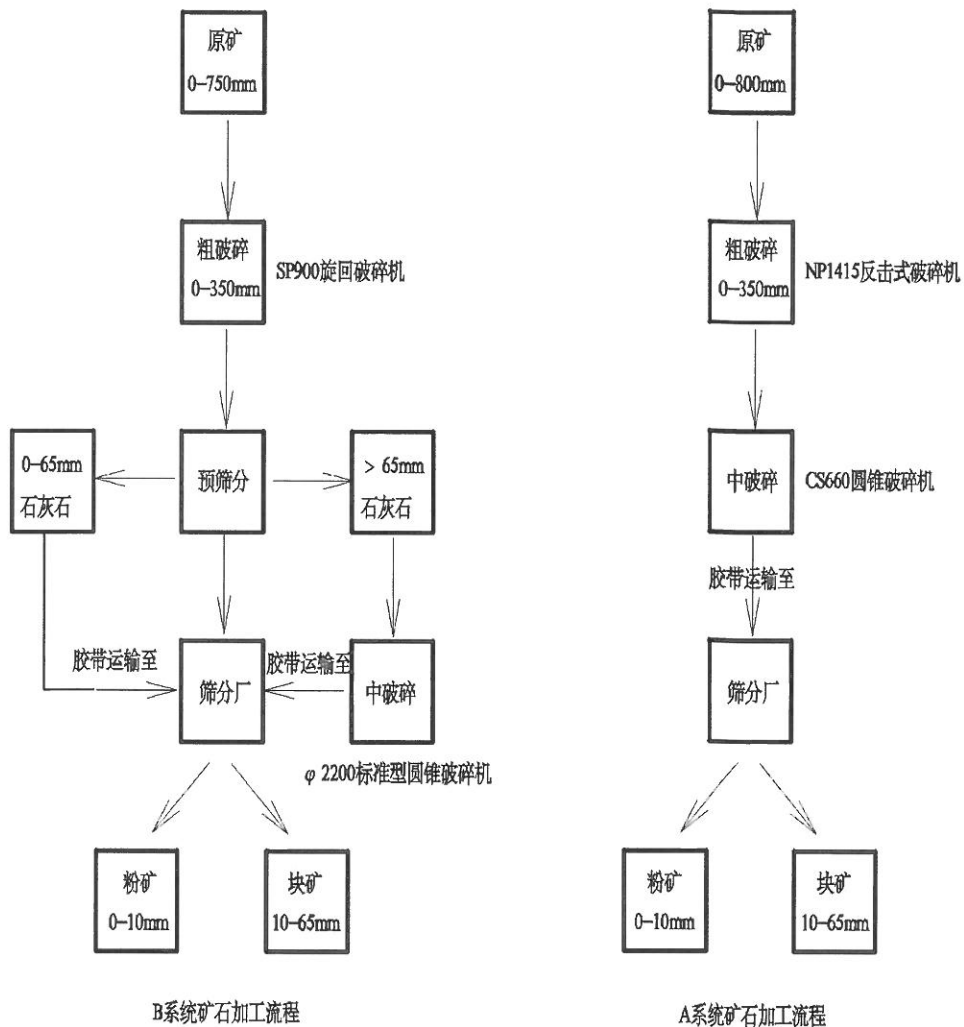 原矿
0-750mm
粗破碎
0-350mm
SP900旋回破碎机
0-65mm
石灰石
预筛分
> 65mm
石灰石
胶带运输至
筛分厂
胶带运输至
中破碎
φ 2200标准型圆锥破碎机
粉矿
0-10mm
块矿
10-65mm
B系统矿石加工流程
原矿
0-800mm
粗破碎
0-350mm
NP1415反击式破碎机
中破碎
CS660圆锥破碎机
胶带运输至
筛分厂
粉矿
0-10mm
块矿
10-65mm
A系统矿石加工流程